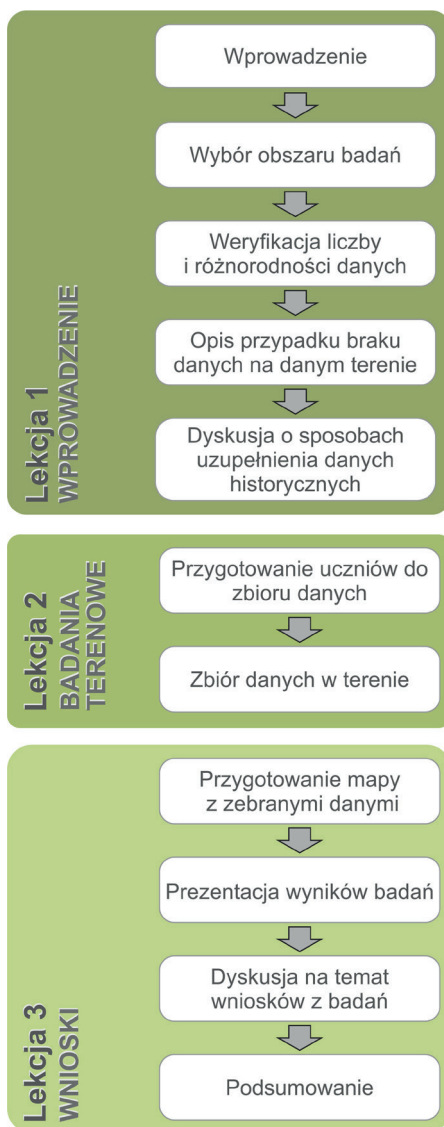 Lekcja 1
WPROWADZENIE
Wprowadzenie
Wybór obszaru badań
Weryfikacja liczby
i różnorodności danych
Opis przypadku braku
danych na danym terenie
Dyskusja o sposobach
uzupełnienia danych
historycznych
Lekcja 2
BADANIA
TERENOWE
Przygotowanie uczniów do
zbioru danych
Zbiór danych w terenie
Lekcja 3
WNIOSKI
Przygotowanie mapy
z zebranymi danymi
Prezentacja wyników badań
Dyskusja na temat
wniosków z badań
Podsumowanie